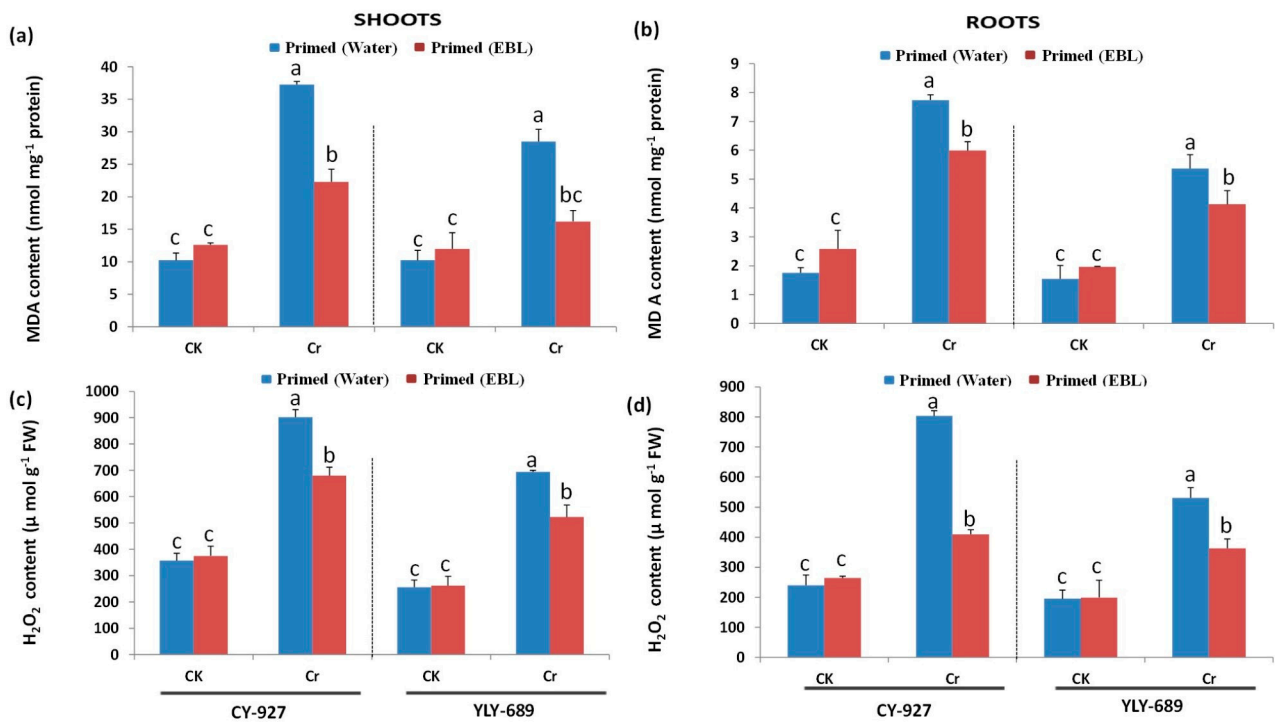 SHOOTS
(a)
Primed (Water) Primed (EBL)
MDA content (nmol mg⁻¹ protein)
40
35
30
25
20
15
10
5
0
c c a b c c a bc
CK Cr CK Cr
ROOTS
(b)
Primed (Water) Primed (EBL)
MD A content (nmol mg⁻¹ protein)
9
8
7
6
5
4
3
2
1
0
c c a b c c a b
CK Cr CK Cr
(c)
Primed (Water) Primed (EBL)
H₂O₂ content (µ mol g⁻¹ FW)
1000
900
800
700
600
500
400
300
200
100
0
c c a b c c a b
CK Cr CK Cr
CY-927 YLY-689
(d)
Primed (Water) Primed (EBL)
H₂O₂ content (µ mol g⁻¹ FW)
900
800
700
600
500
400
300
200
100
0
c c a b c c a b
CK Cr CK Cr
CY-927 YLY-689